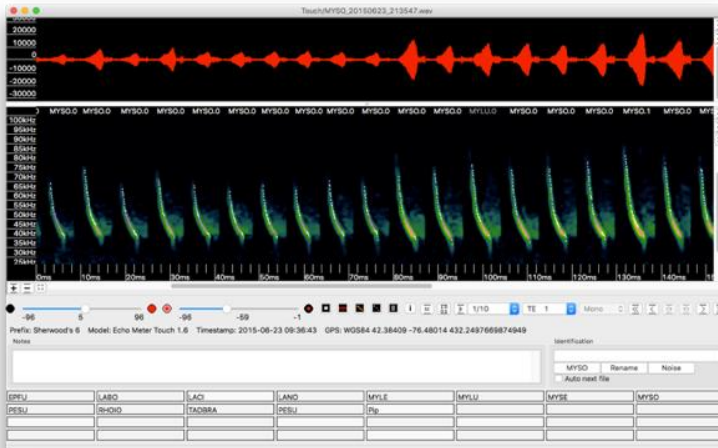 Touch/MYSO_20150623_213547.wav
20000
10000
0
-10000
-20000
-30000
MYSO.0 MYSO.0 MYSO.0 MYSO.0 MYSO.0 MYSO.0 MYSO.0 MYSO.0 MYSO.0 MYSO.0 MYSO.0 MYSO.0 MYLU.0 MYSO.0 MYSO.0 MYSO.0 MYSO.1 MYSO.0
100kHz
95kHz
90kHz
85kHz
80kHz
75kHz
70kHz
65kHz
60kHz
55kHz
50kHz
45kHz
40kHz
35kHz
30kHz
25kHz
0ms 10ms 20ms 30ms 40ms 50ms 60ms 70ms 80ms 90ms 100ms 110ms 120ms 130ms 140ms
-96 5 96 -96 -59 -1 1/10 TE 1 Mono
Prefix: Sherwood's 6 Model: Echo Meter Touch 1.6 Timestamp: 2015-06-23 09:36:43 GPS: WGS84 42.38409 -76.48014 432.2497669874949
Notes Identification
MYSO Rename Noise
Auto next file
EPFU LABO LACI LANO MYLE MYLU MYSE MYSO
PESU RHOIO TADBRA PESU Pip